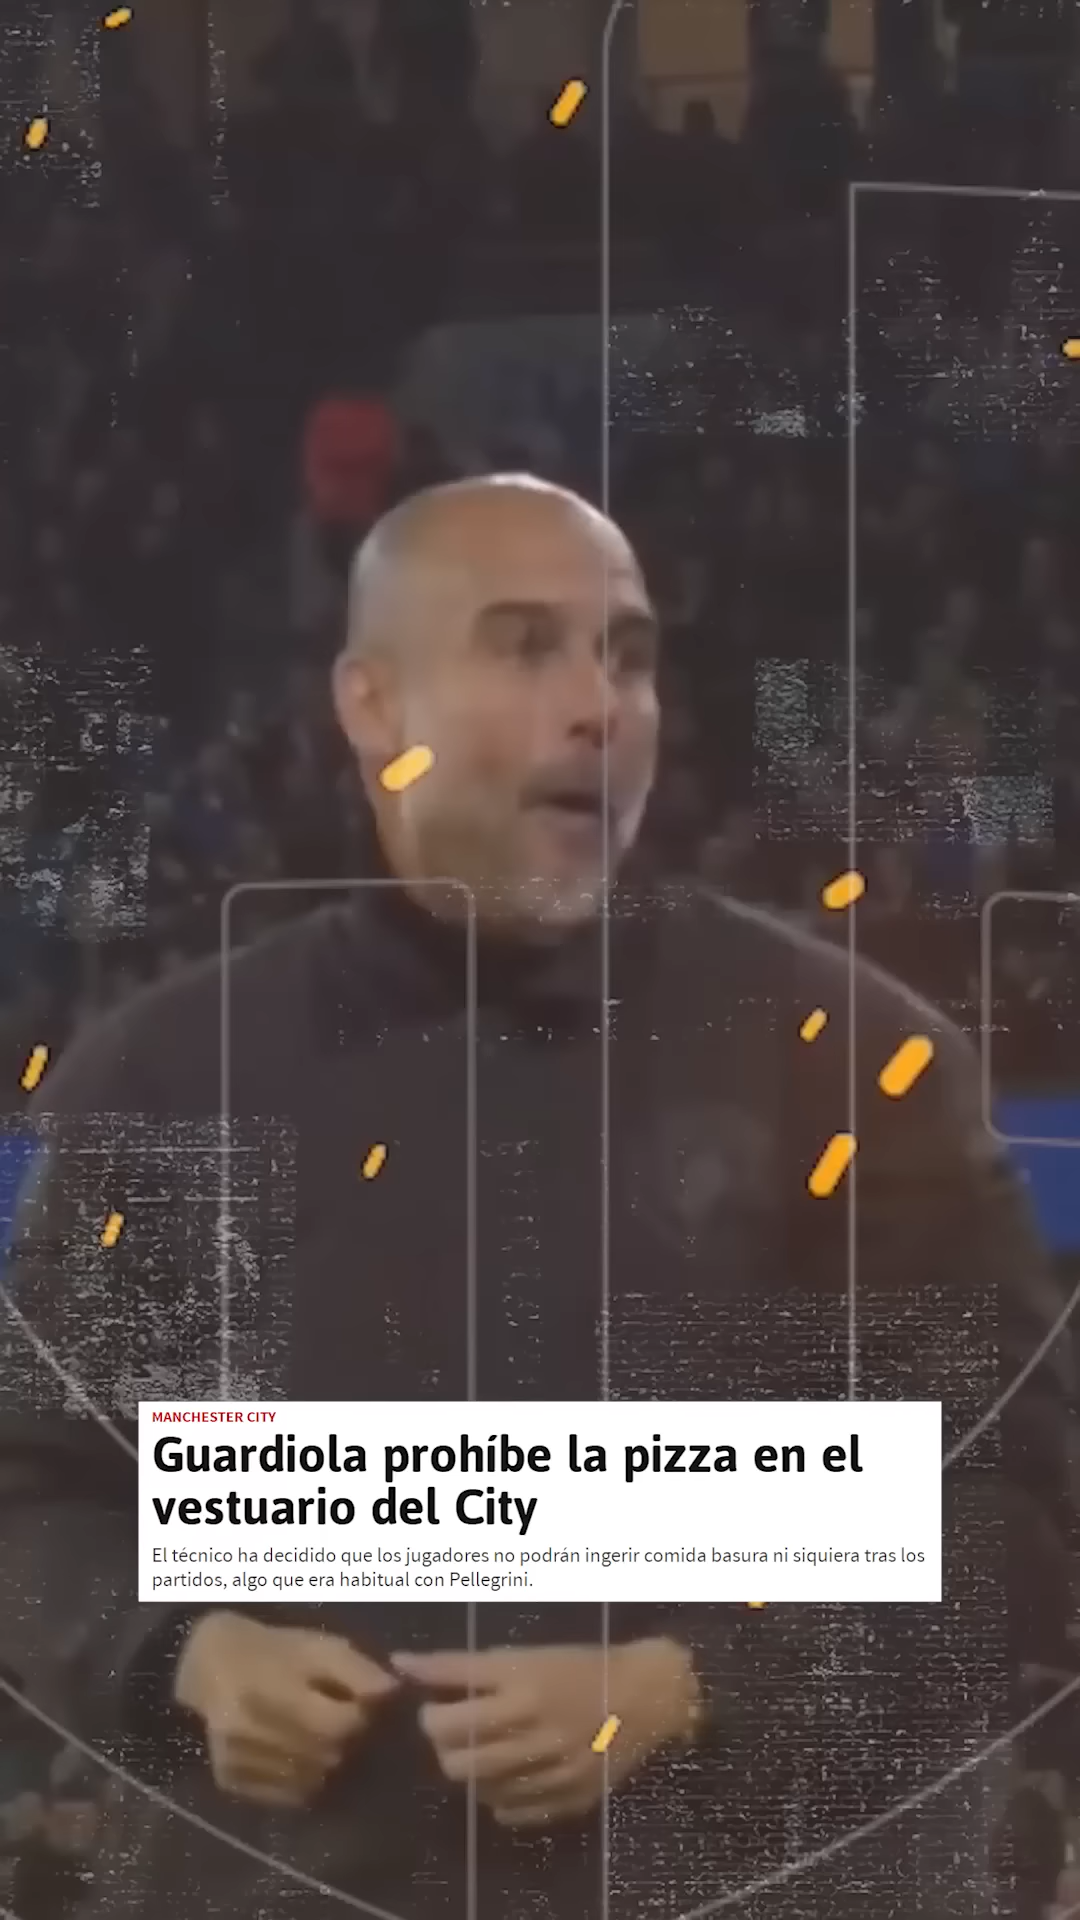 MANCHESTER CITY
Guardiola prohíbe la pizza en el
vestuario del City
El técnico ha decidido que los jugadores no podrán ingerir comida basura ni siquiera tras los
partidos, algo que era habitual con Pellegrini.